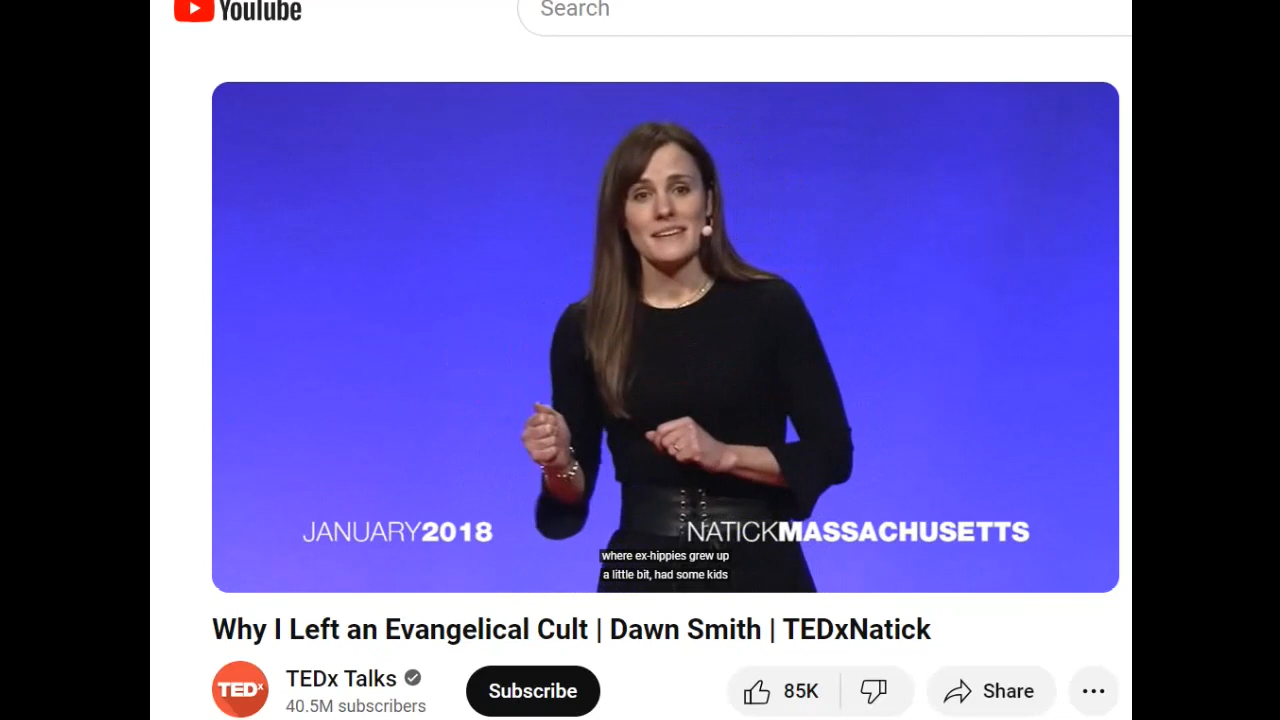 YouTube
Search
JANUARY2018
NATICKMASSACHUSETTS
where ex-hippies grew up
a little bit, had some kids
Why I Left an Evangelical Cult | Dawn Smith | TEDxNatick
TEDx
TEDx Talks
40.5M subscribers
Subscribe
85K
Share